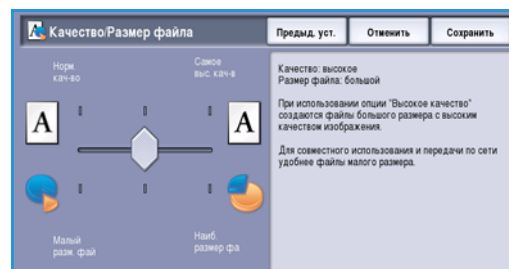 Качество/Размер файла
Предыд. уст.
Отменить
Сохранить
Норм.
кач-во
Самое
выс. кач-в
A
A
Малый
разм. фай
Наиб.
размер фа
Качество: высокое
Размер файла: большой
При использовании опции "Высокое качество"
создаются файлы большого размера с высоким
качеством изображения.
Для совместного использования и передачи по сети
удобнее файлы малого размера.